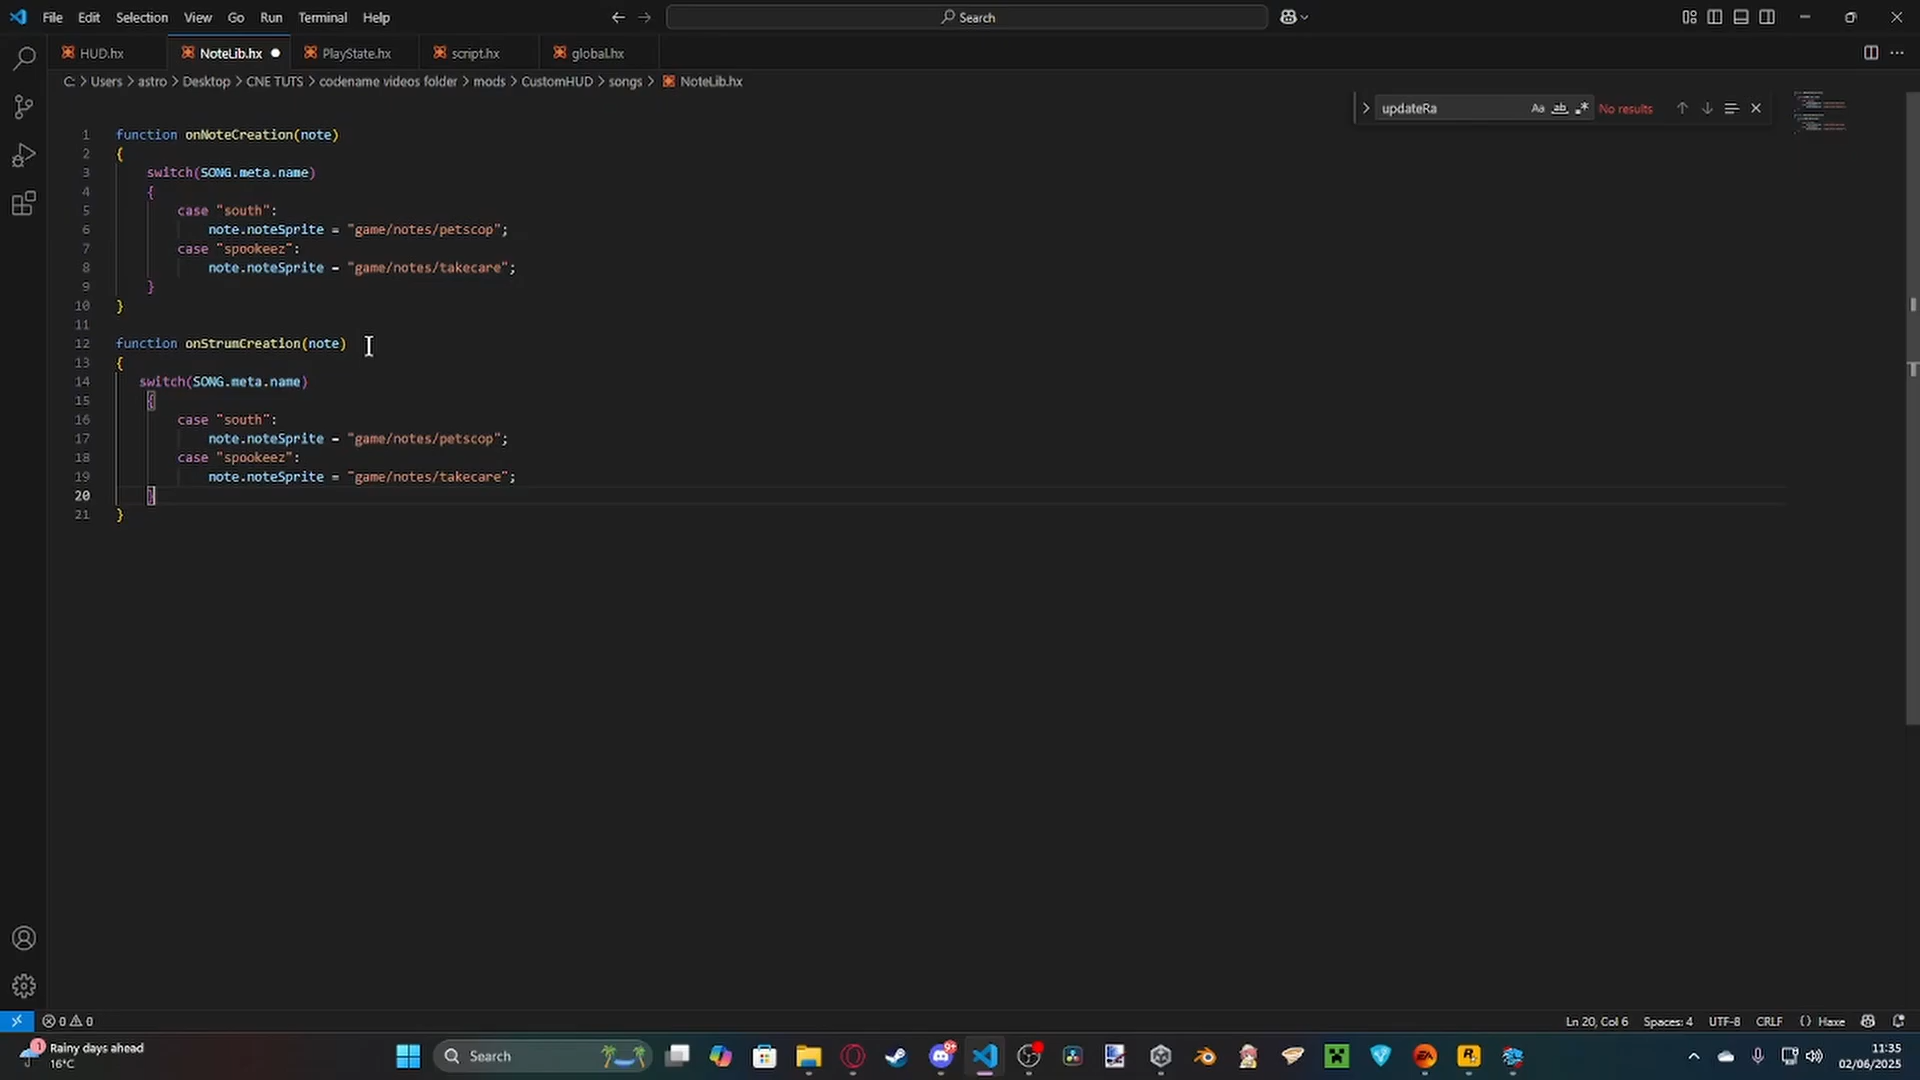 File Edit Selection View Go Run Terminal Help
Search
HUD.hx NoteLib.hx PlayState.hx script.hx global.hx
C: > Users > astro > Desktop > CNE TUTS > codename videos folder > mods > CustomHUD > songs > NoteLib.hx
updateRa Aa ab .* No results
1 function onNoteCreation(note)
2 {
3 switch(SONG.meta.name)
4 {
5 case "south":
6 note.noteSprite = "game/notes/petscop";
7 case "spookeez":
8 note.noteSprite = "game/notes/takecare";
9 }
10 }
11
12 function onStrumCreation(note)
13 {
14 switch(SONG.meta.name)
15 {
16 case "south":
17 note.noteSprite = "game/notes/petscop";
18 case "spookeez":
19 note.noteSprite = "game/notes/takecare";
20 }
21 }
0 0
Ln 20, Col 6 Spaces: 4 UTF-8 CRLF {} Haxe
1
Rainy days ahead
16°C
Search
9+
EA
R
11:35
02/06/2025